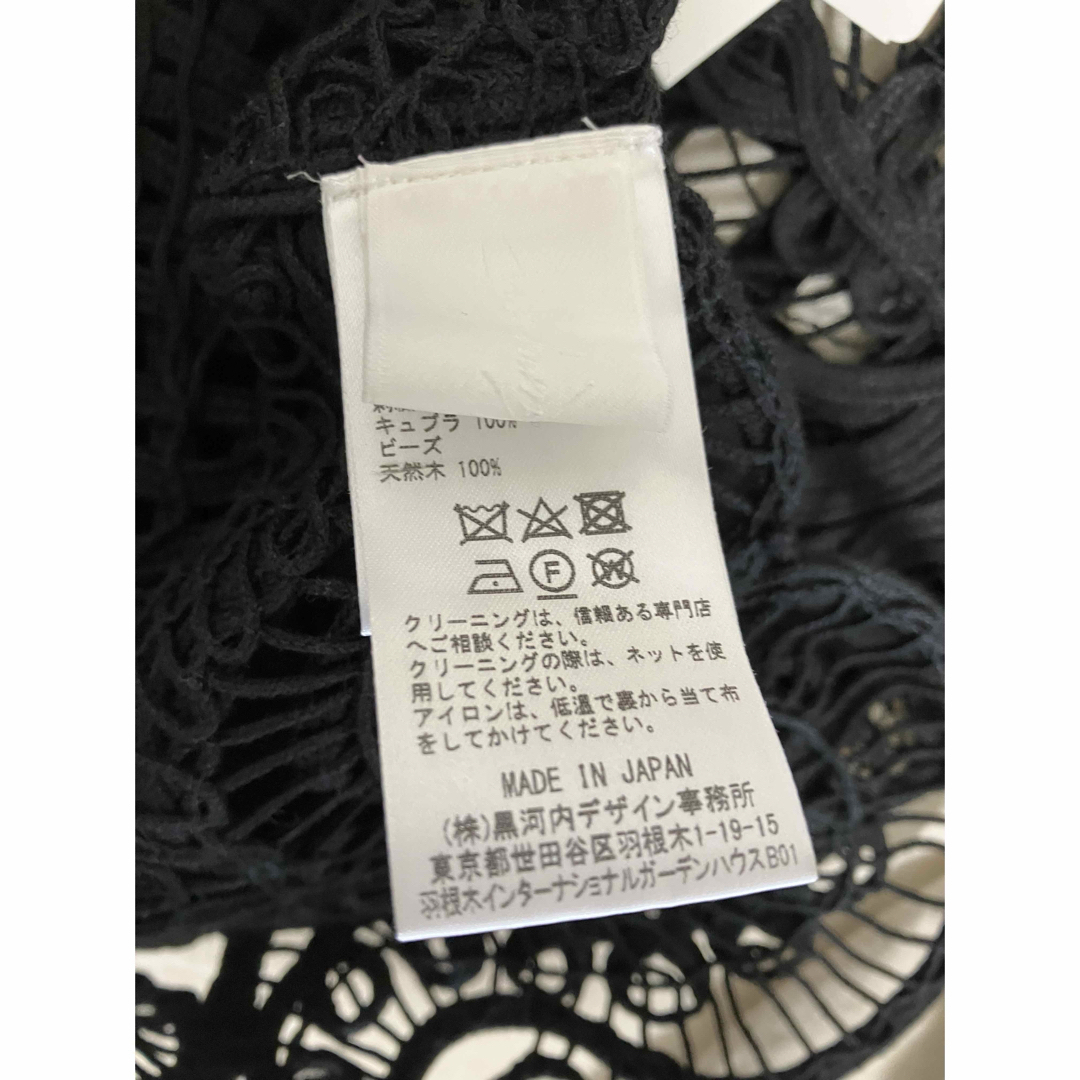 キュプラ 100%
ビーズ
天然木 100%
F
W
クリーニングは、信頼ある専門店
へご相談ください。
クリーニングの際は、ネットを使
用してください。
アイロンは、低温で裏から当て布
をしてかけてください。
MADE IN JAPAN
(株)黒河内デザイン事務所
東京都世田谷区羽根木1-19-15
羽根木インターナショナルガーデンハウスB01